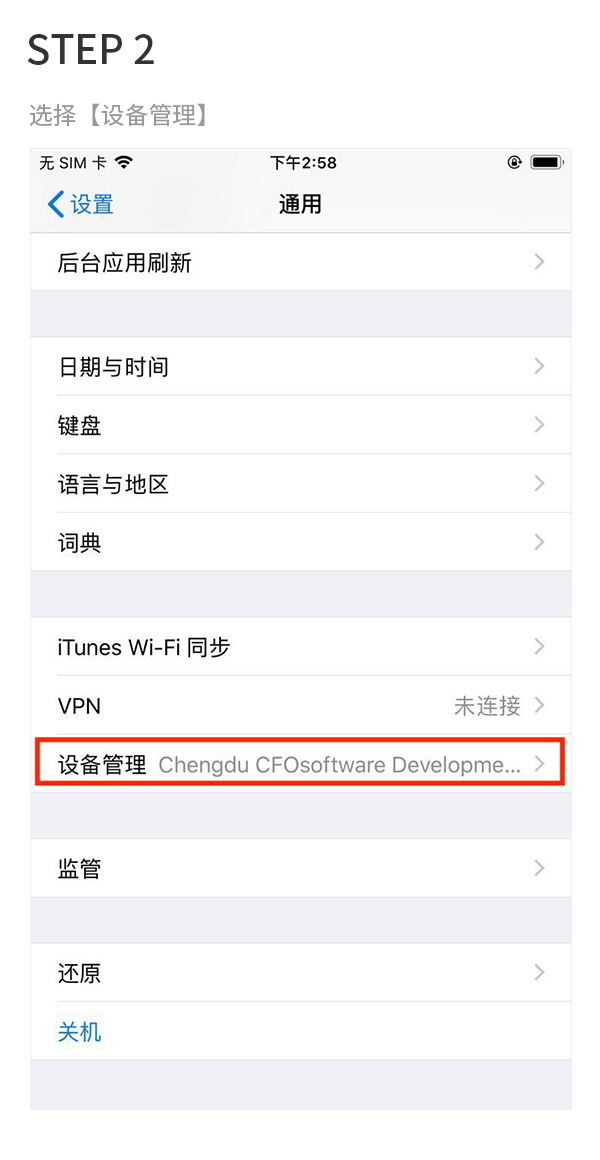 STEP 2
选择【设备管理】
无 SIM 卡 下午2:58
设置 通用
后台应用刷新
日期与时间
键盘
语言与地区
词典
iTunes Wi-Fi 同步
VPN 未连接
设备管理 Chengdu CFOsoftware Developme...
监管
还原
关机